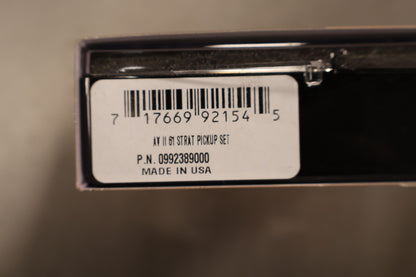 7 17669 92154 5
AV II 61 STRAT PICKUP SET
P.N. 0992389000
MADE IN USA